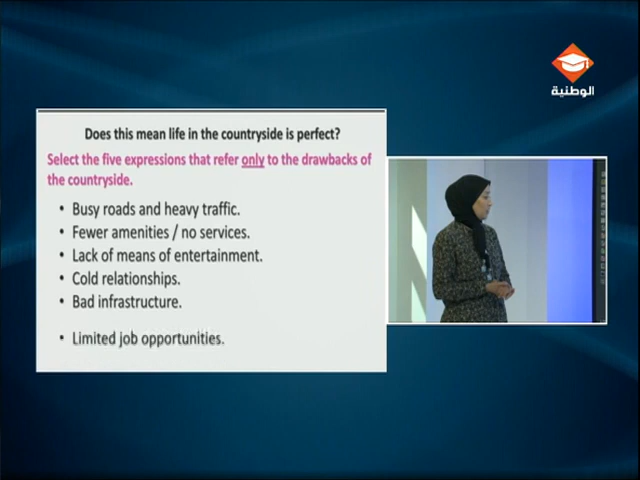 الوطنية
Does this mean life in the countryside is perfect?
Select the five expressions that refer only to the drawbacks of
the countryside.
• Busy roads and heavy traffic.
• Fewer amenities / no services.
• Lack of means of entertainment.
• Cold relationships.
• Bad infrastructure.
• Limited job opportunities.